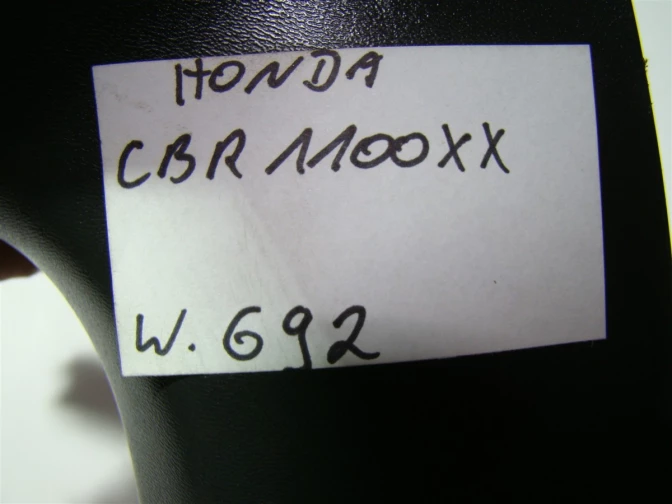 HONDA
CBR 1100XX
W. 692